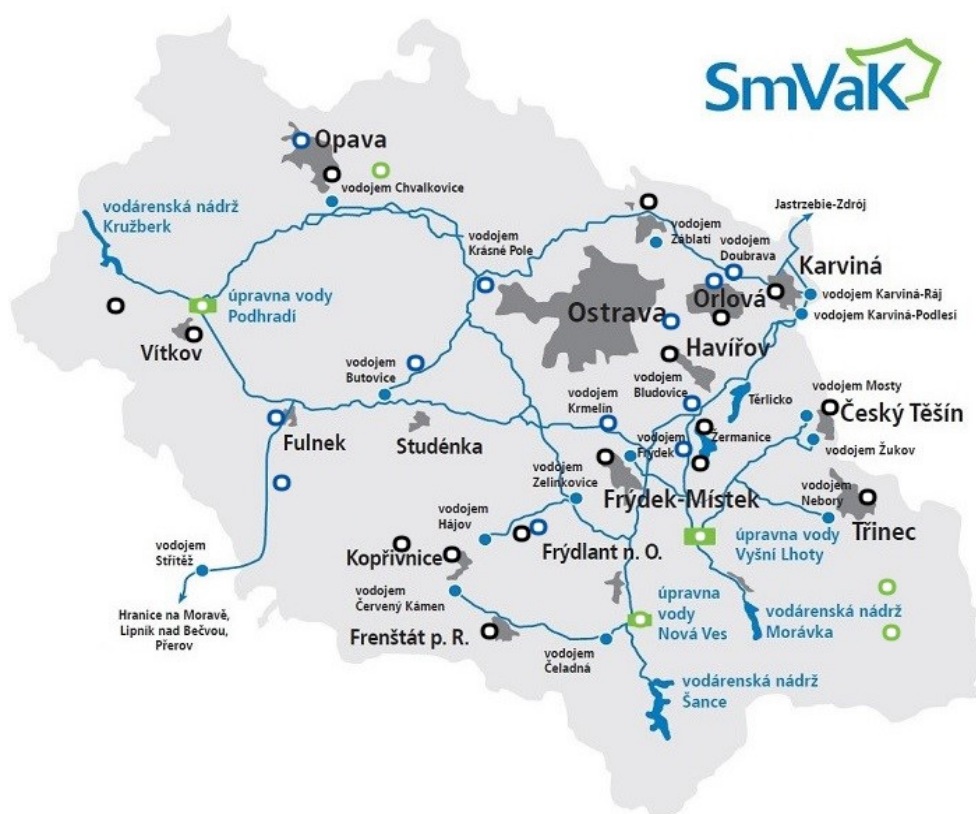 SmVaK
Opava
vodojem Chvalkovice
vodárenská nádrž
Kružberk
Jastrzebie-Zdrój
vodojem
Krásné Pole
vodojem
Záblatí
vodojem
Doubrava
Karviná
vodojem Karviná-Ráj
vodojem Karviná-Podlesí
Orlová
Ostrava
úpravna vody
Podhradí
Vítkov
Havířov
vodojem
Butovice
vodojem
Bludovice
Těrlicko
vodojem Mosty
Český Těšín
vodojem
Krmelín
Žermanice
vodojem
Frýdek
vodojem Žukov
Fulnek
Studénka
vodojem
Zelinkovice
Frýdek-Místek
vodojem
Nebory
Třinec
vodojem
Hájov
Frýdlant n. O.
úpravna vody
Vyšní Lhoty
vodojem
Střítěž
Kopřivnice
Hranice na Moravě,
Lipník nad Bečvou,
Přerov
vodojem
Červený Kámen
úpravna
vody
Nová Ves
vodárenská nádrž
Morávka
Frenštát p. R.
vodojem
Čeladná
vodárenská nádrž
Šance